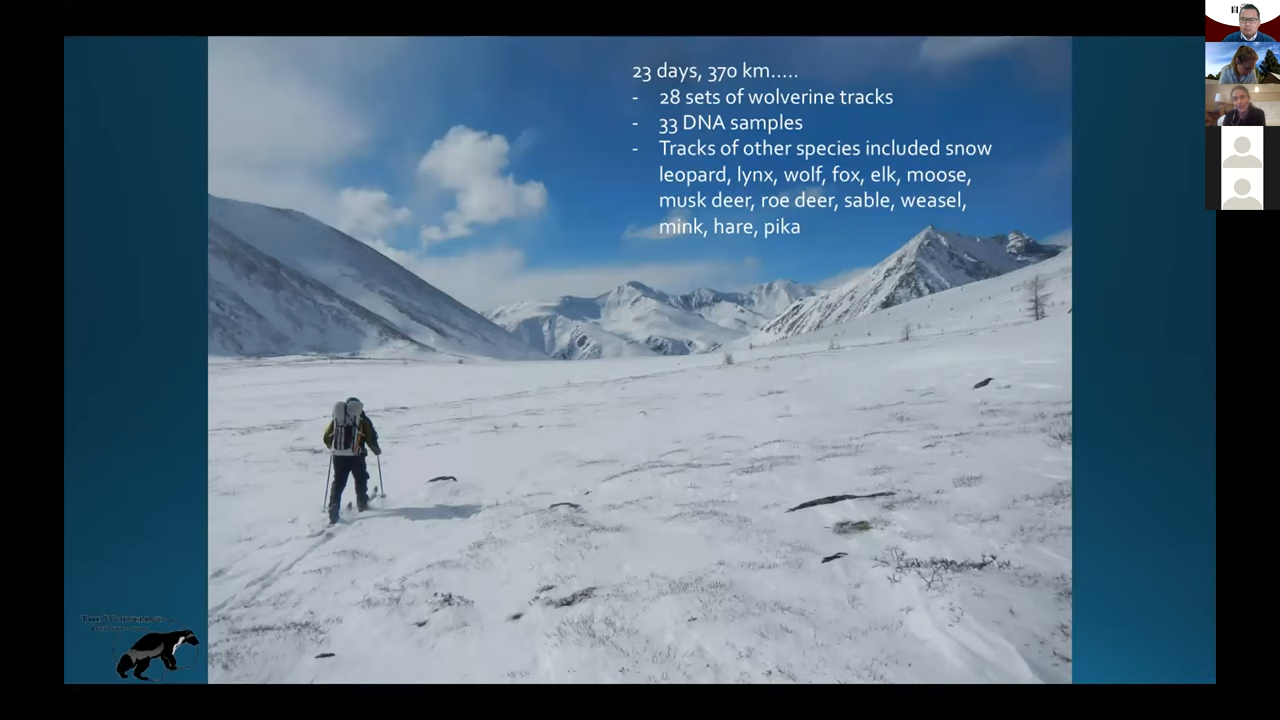 23 days, 370 km.....
- 28 sets of wolverine tracks
- 33 DNA samples
- Tracks of other species included snow
leopard, lynx, wolf, fox, elk, moose,
musk deer, roe deer, sable, weasel,
mink, hare, pika